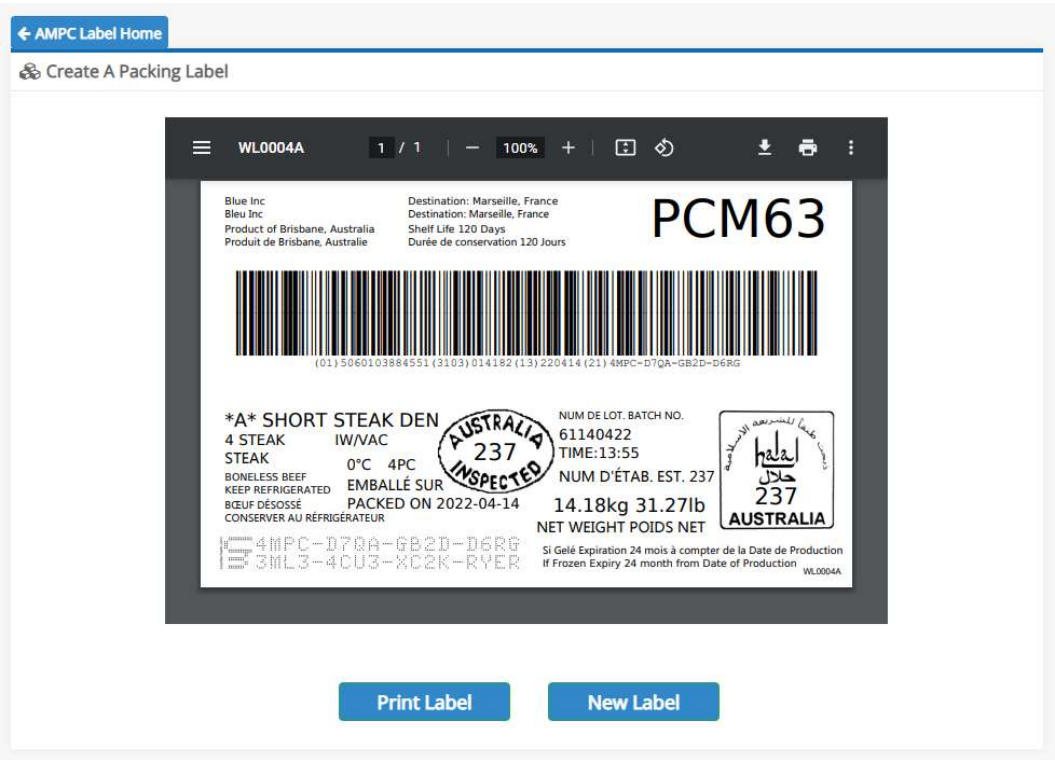 AMPC Label Home
Create A Packing Label
WL0004A 1 / 1 100%
Blue Inc
Bleu Inc
Product of Brisbane, Australia
Produit de Brisbane, Australie
Destination: Marseille, France
Destination: Marseille, France
Shelf Life 120 Days
Durée de conservation 120 Jours
PCM63
(01)5060103884551(3103)014182(13)220414(21)4MPC-D7QA-GB2D-D6RG
*A* SHORT STEAK DEN
4 STEAK IW/VAC
STEAK
0°C 4PC
BONELESS BEEF
KEEP REFRIGERATED
BŒUF DÉSOSSÉ
CONSERVER AU RÉFRIGÉRATEUR
EMBALLÉ SUR
PACKED ON 2022-04-14
AUSTRALIA
237
INSPECTED
NUM DE LOT. BATCH NO.
61140422
TIME:13:55
NUM D'ÉTAB. EST. 237
14.18kg 31.27lb
NET WEIGHT POIDS NET
ذبحت طبقاً للشريعه الاسلامية
halal
حلال
237
AUSTRALIA
4MPC-D7QA-GB2D-D6RG
3ML3-4CU3-XC2K-RYER
Si Gelé Expiration 24 mois à compter de la Date de Production
If Frozen Expiry 24 month from Date of Production
WL0004A
Print Label
New Label